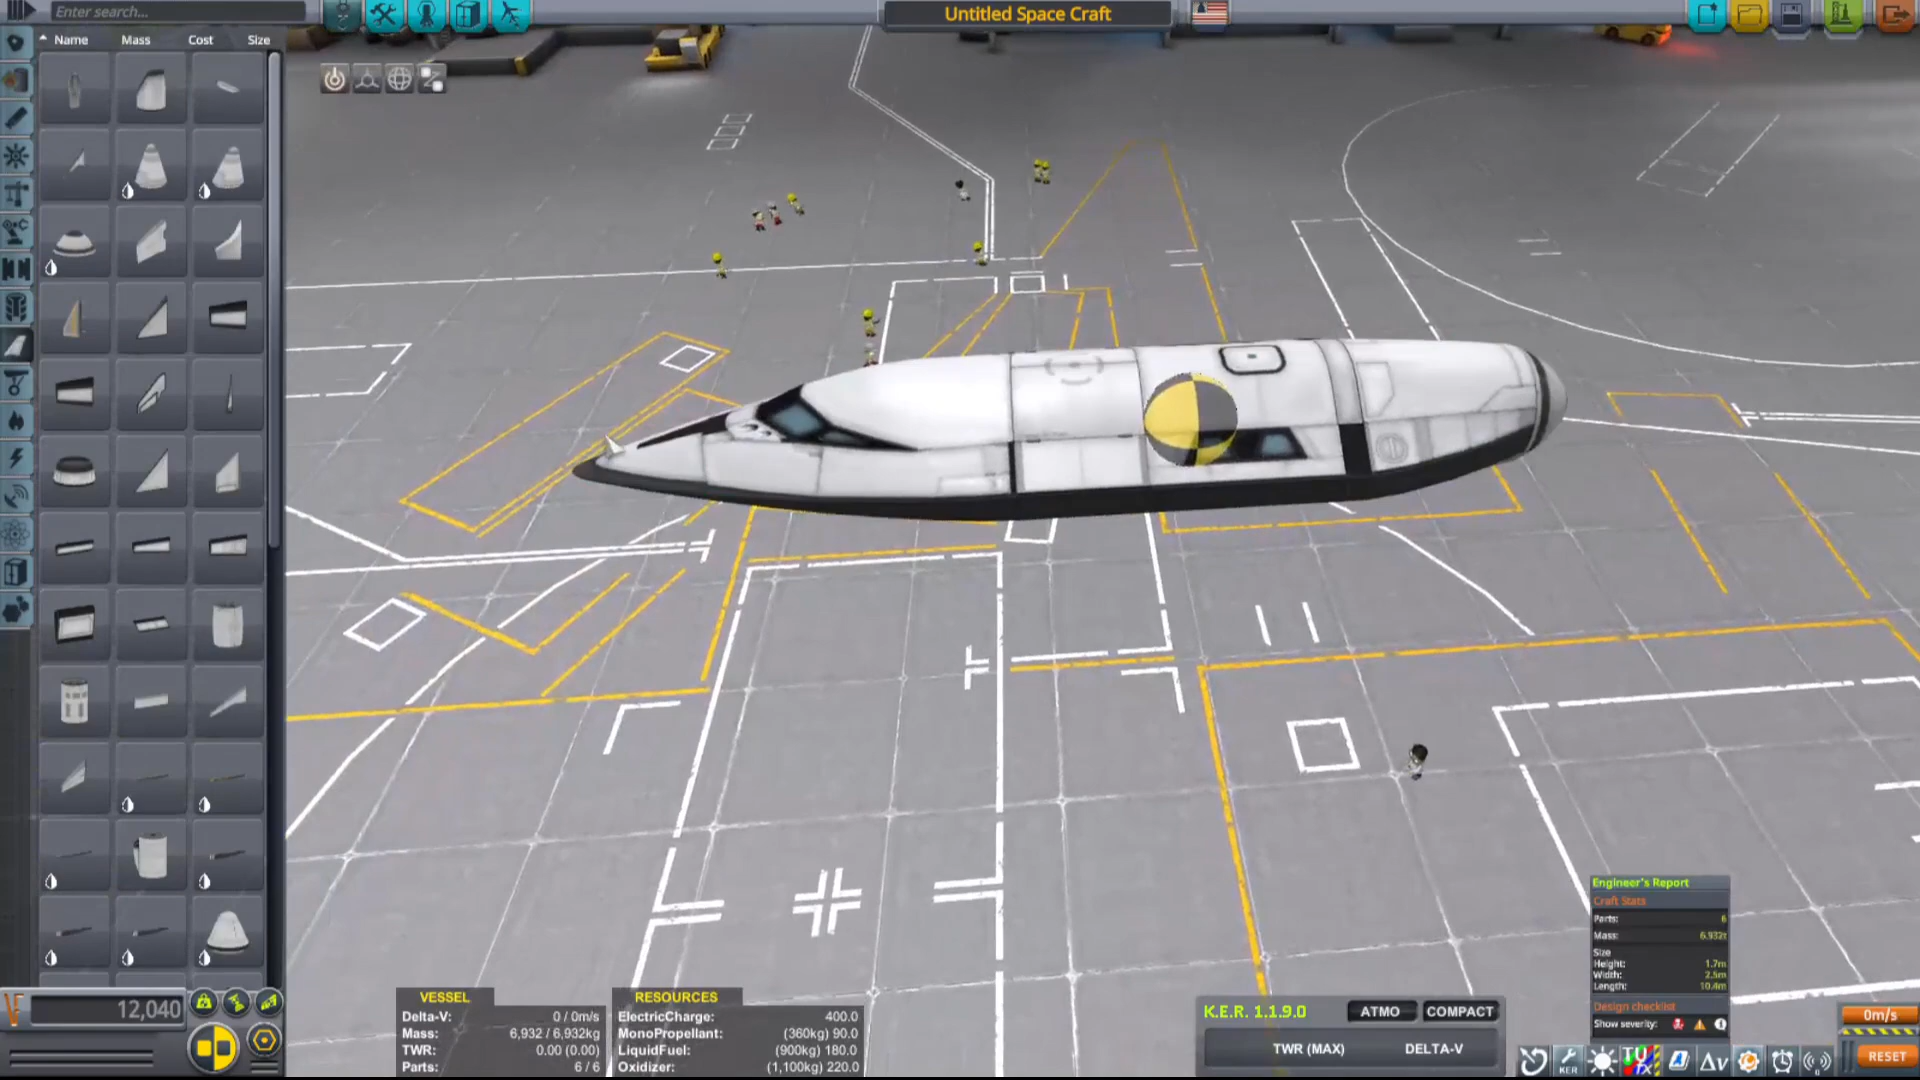 Enter search...
Untitled Space Craft
Name Mass Cost Size
Engineer's Report
Craft Stats
Parts: 6
Mass: 6.932t
Size
Height: 1.7m
Width: 2.5m
Length: 10.4m
Design checklist
Show severity:
12,040
VESSEL
Delta-V: 0 / 0m/s
Mass: 6,932 / 6,932kg
TWR: 0.00 (0.00)
Parts: 6 / 6
RESOURCES
ElectricCharge: 400.0
MonoPropellant: (360kg) 90.0
LiquidFuel: (900kg) 180.0
Oxidizer: (1,100kg) 220.0
K.E.R. 1.1.9.0 ATMO COMPACT
TWR (MAX) DELTA-V
0m/s
KER
TU
TX
Δv
RESET